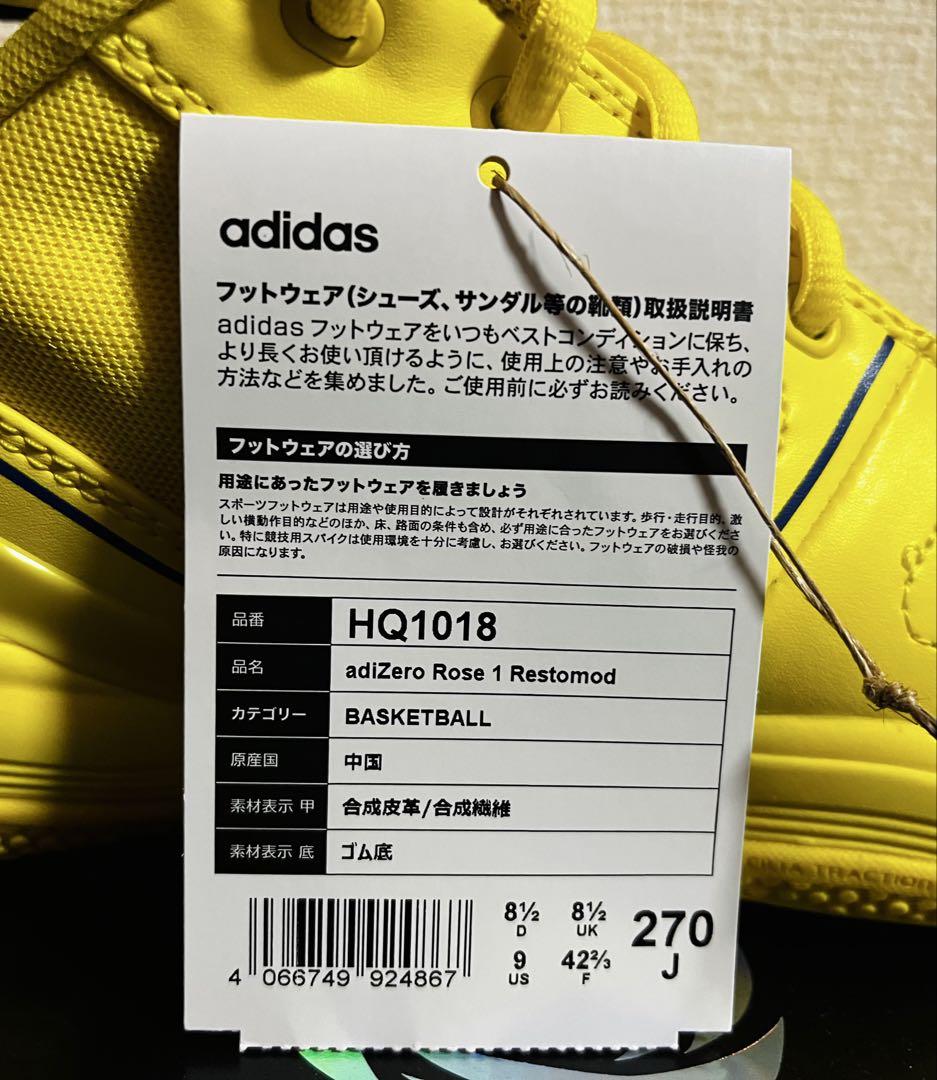 adidas
フットウェア(シューズ、サンダル等の靴類)取扱説明書
adidas フットウェアをいつもベストコンディションに保ち、
より長くお使い頂けるように、使用上の注意やお手入れの
方法などを集めました。ご使用前に必ずお読みください。
フットウェアの選び方
用途にあったフットウェアを履きましょう
スポーツフットウェアは用途や使用目的によって設計がそれぞれされています。歩行・走行目的、激
しい横動作目的などのほか、床、路面の条件も含め、必ず用途に合ったフットウェアをお選びくださ
い。特に競技用スパイクは使用環境を十分に考慮し、お選びください。フットウェアの破損や怪我の
原因になります。
品番 HQ1018
品名 adiZero Rose 1 Restomod
カテゴリー BASKETBALL
原産国 中国
素材表示 甲 合成皮革/合成繊維
素材表示 底 ゴム底
8½ D 8½ UK 270 J
9 US 42⅔ F
4 066749 924867
TRACTION